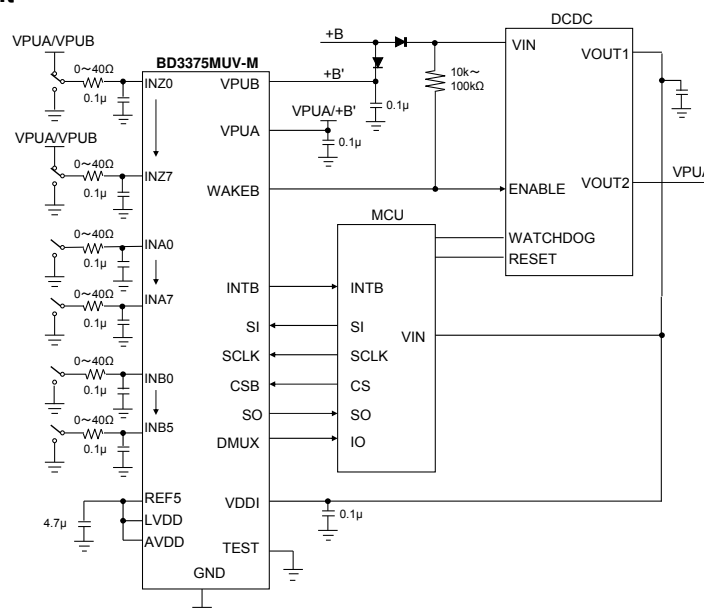 DCDC
VPUA/VPUB
+B
VIN
VOUT1
BD3375MUV-M
0～40Ω
INZ0
VPUB
+B'
10k～
100kΩ
0.1μ
0.1μ
VPUA/+B'
VPUA
0.1μ
VPUA/VPUB
0～40Ω
INZ7
WAKEB
ENABLE
VOUT2
VPUA
0.1μ
MCU
WATCHDOG
0～40Ω
INA0
RESET
0.1μ
INTB
INTB
0～40Ω
INA7
0.1μ
SI
SI
VIN
SCLK
SCLK
0～40Ω
INB0
CSB
CS
0.1μ
SO
SO
0～40Ω
INB5
DMUX
IO
0.1μ
REF5
VDDI
4.7μ
LVDD
0.1μ
AVDD
TEST
GND